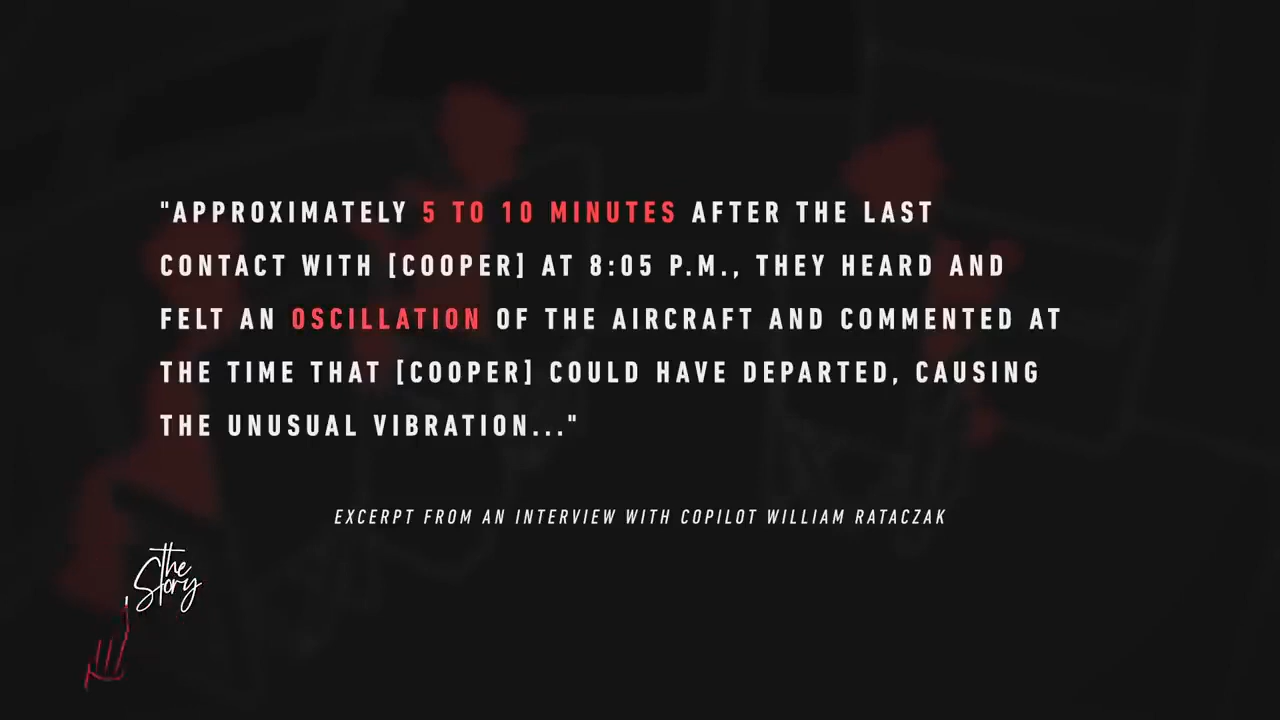 "APPROXIMATELY 5 TO 10 MINUTES AFTER THE LAST
CONTACT WITH [COOPER] AT 8:05 P.M., THEY HEARD AND
FELT AN OSCILLATION OF THE AIRCRAFT AND COMMENTED AT
THE TIME THAT [COOPER] COULD HAVE DEPARTED, CAUSING
THE UNUSUAL VIBRATION..."
EXCERPT FROM AN INTERVIEW WITH COPILOT WILLIAM RATACZAK
the
Story